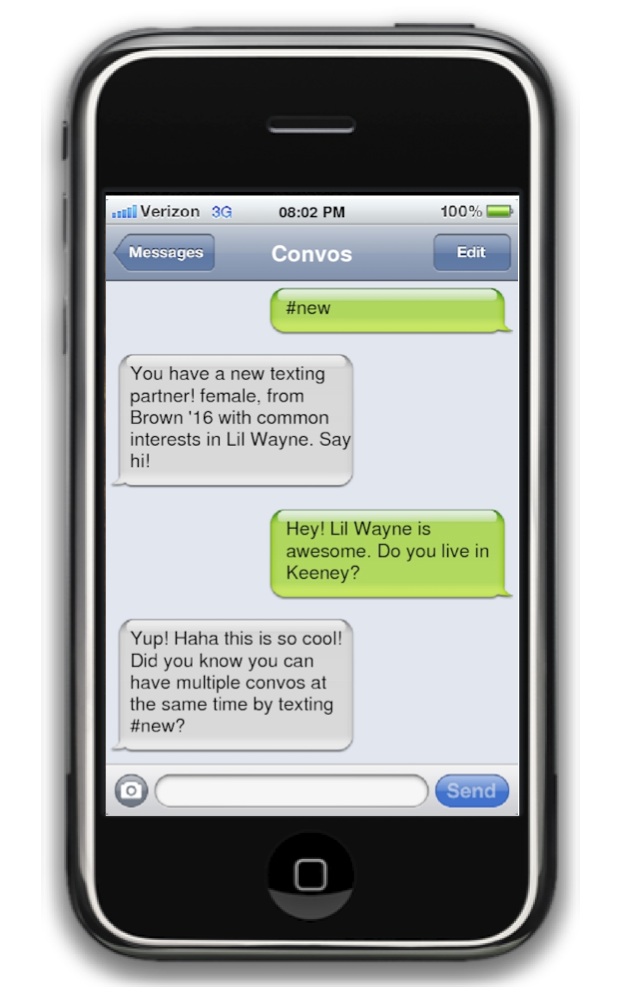 Verizon 3G 08:02 PM 100%
Messages Convos Edit
#new
You have a new texting
partner! female, from
Brown '16 with common
interests in Lil Wayne. Say
hi!
Hey! Lil Wayne is
awesome. Do you live in
Keeney?
Yup! Haha this is so cool!
Did you know you can
have multiple convos at
the same time by texting
#new?
Send